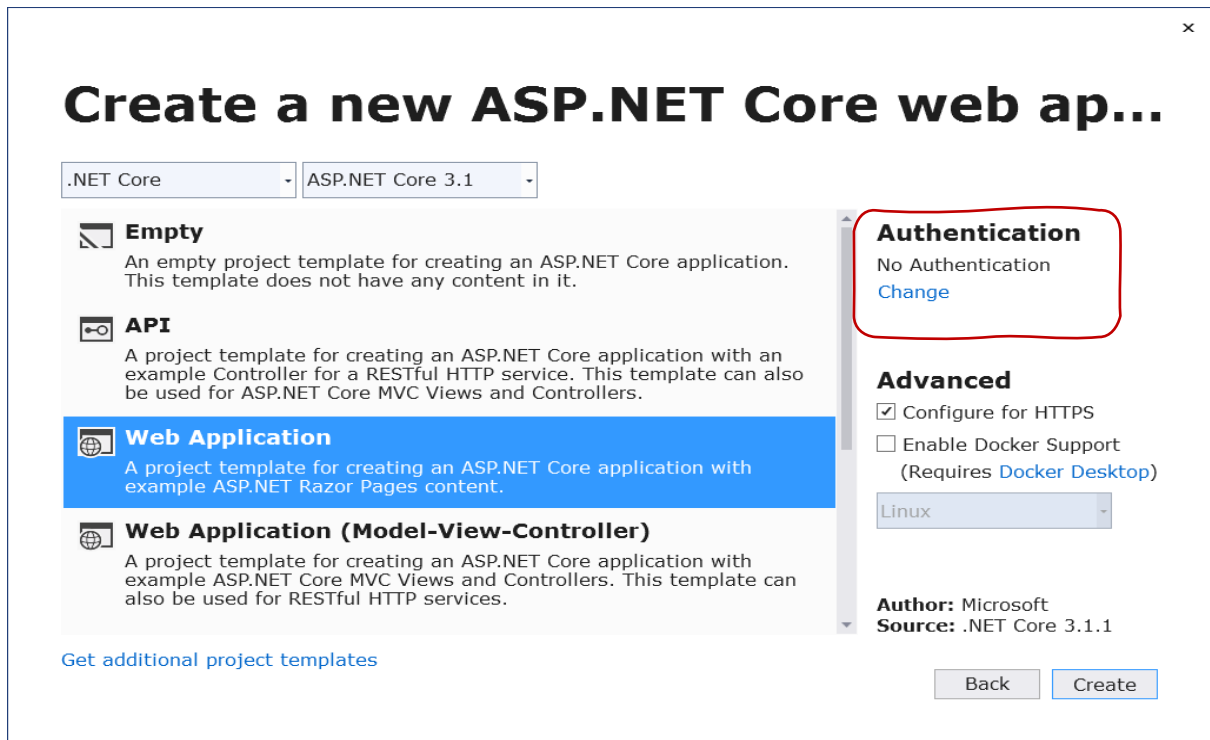 ×
Create a new ASP.NET Core web ap...
.NET Core
ASP.NET Core 3.1
Empty
An empty project template for creating an ASP.NET Core application.
This template does not have any content in it.
API
A project template for creating an ASP.NET Core application with an
example Controller for a RESTful HTTP service. This template can also
be used for ASP.NET Core MVC Views and Controllers.
Web Application
A project template for creating an ASP.NET Core application with
example ASP.NET Razor Pages content.
Web Application (Model-View-Controller)
A project template for creating an ASP.NET Core application with
example ASP.NET Core MVC Views and Controllers. This template can
also be used for RESTful HTTP services.
Get additional project templates
Authentication
No Authentication
Change
Advanced
Configure for HTTPS
Enable Docker Support
(Requires Docker Desktop)
Linux
Author: Microsoft
Source: .NET Core 3.1.1
Back
Create